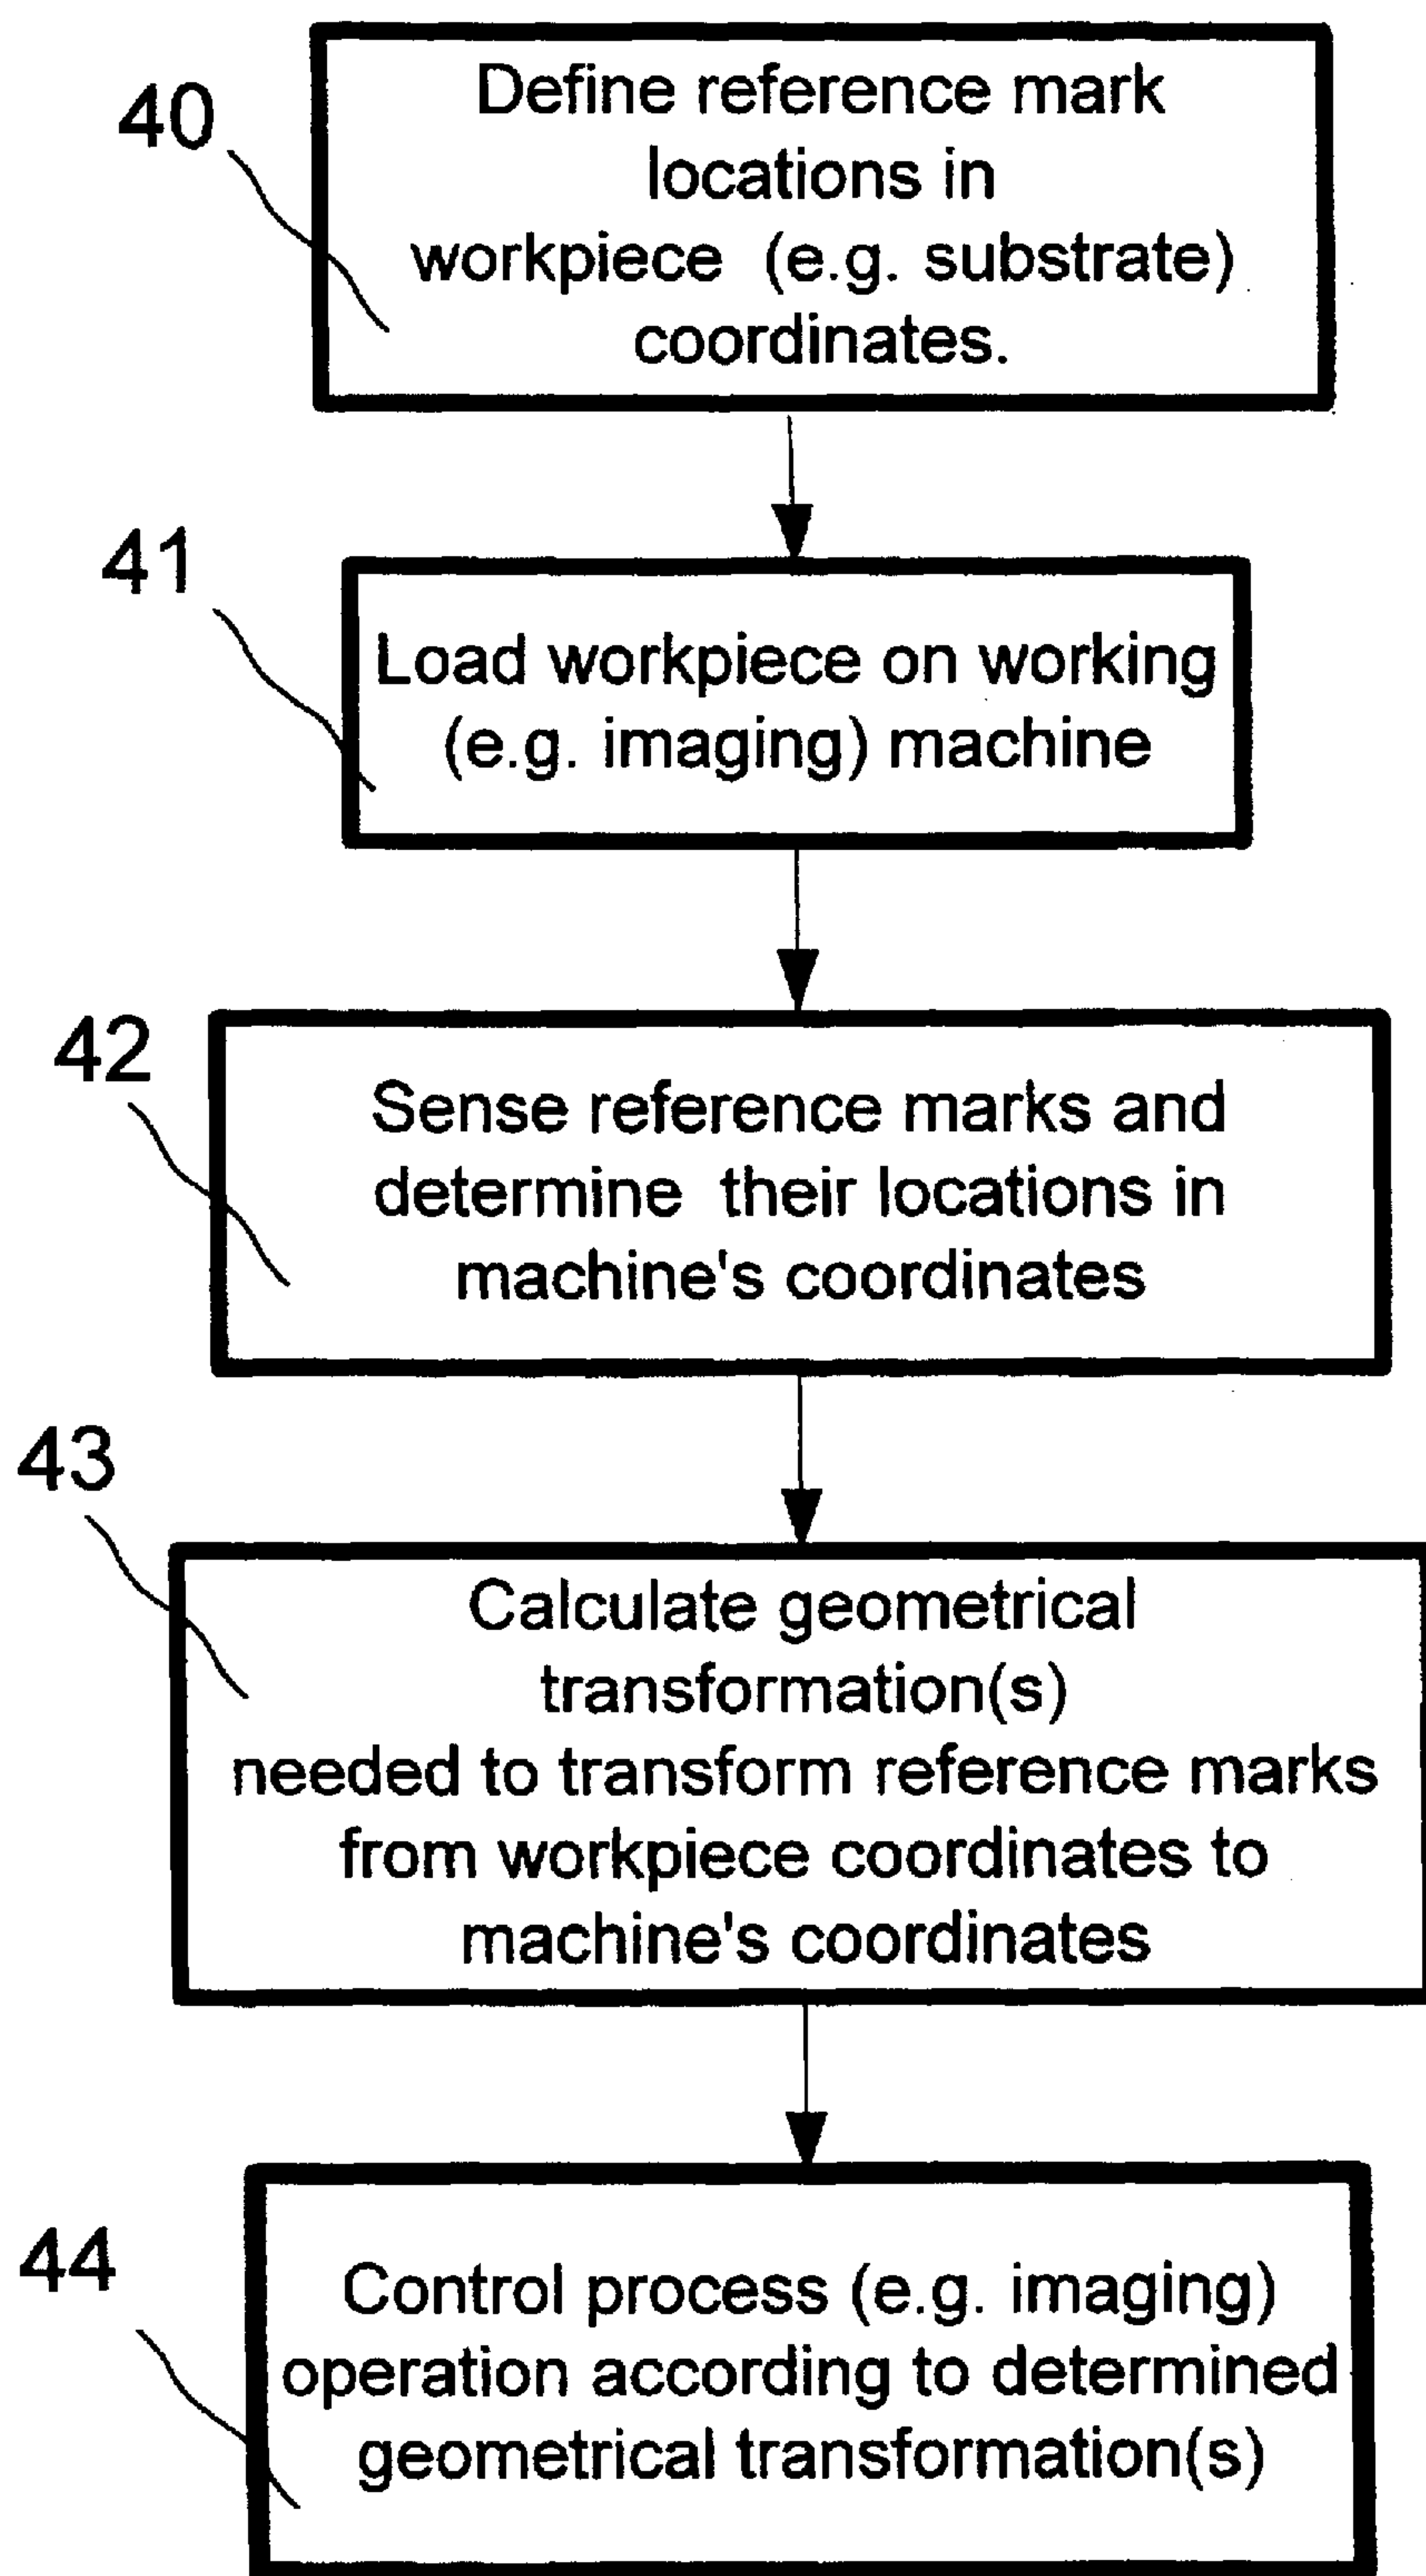 40
Define reference mark
locations in
workpiece (e.g. substrate)
coordinates.
41
Load workpiece on working
(e.g. imaging) machine
42
Sense reference marks and
determine their locations in
machine's coordinates
43
Calculate geometrical
transformation(s)
needed to transform reference marks
from workpiece coordinates to
machine's coordinates
44
Control process (e.g. imaging)
operation according to determined
geometrical transformation(s)